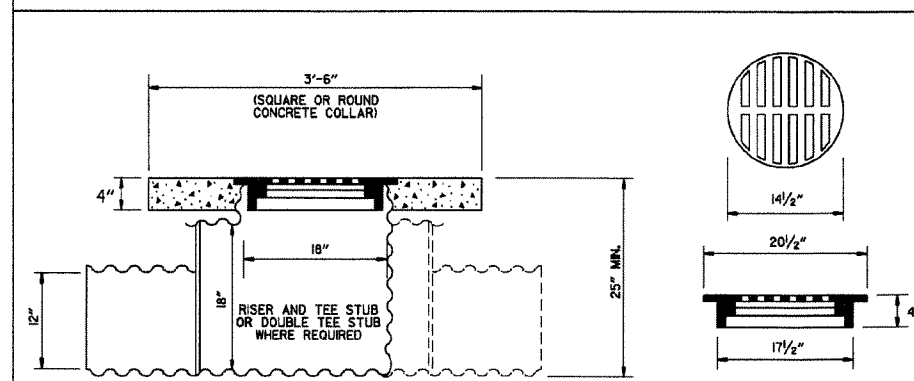 3'-6"
(SQUARE OR ROUND
CONCRETE COLLAR)
4"
18"
25" MIN.
12"
18"
RISER AND TEE STUB
OR DOUBLE TEE STUB
WHERE REQUIRED
14½"
20½"
4
17½"